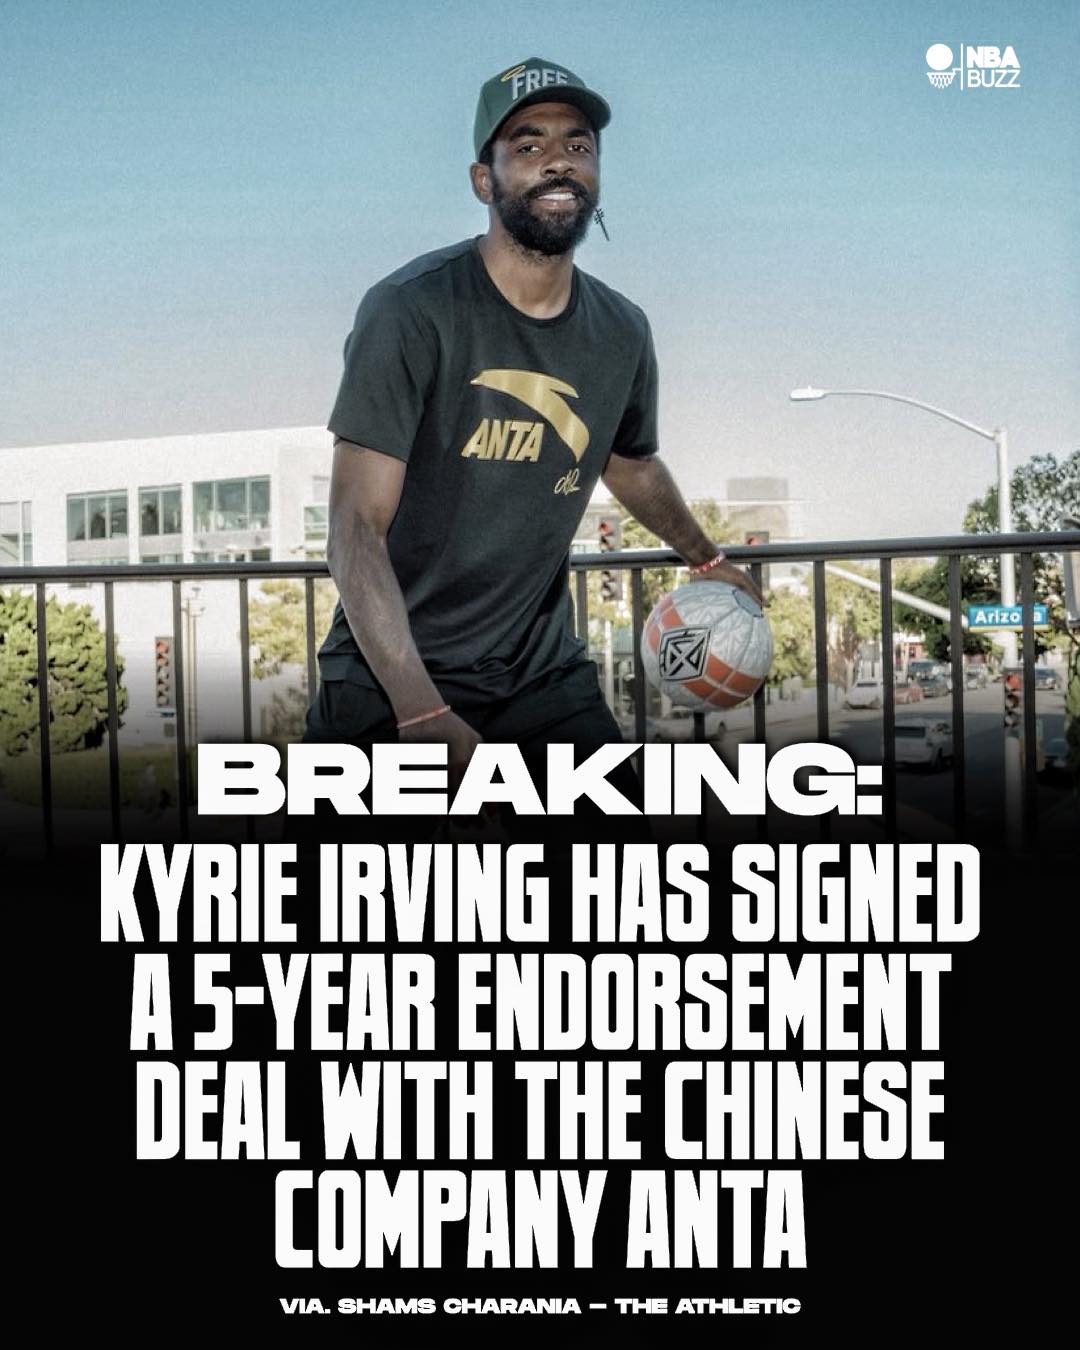 NBA
BUZZ
FREE
ANTA
BREAKING:
KYRIE IRVING HAS SIGNED
A 5-YEAR ENDORSEMENT
DEAL WITH THE CHINESE
COMPANY ANTA
VIA. SHAMS CHARANIA – THE ATHLETIC